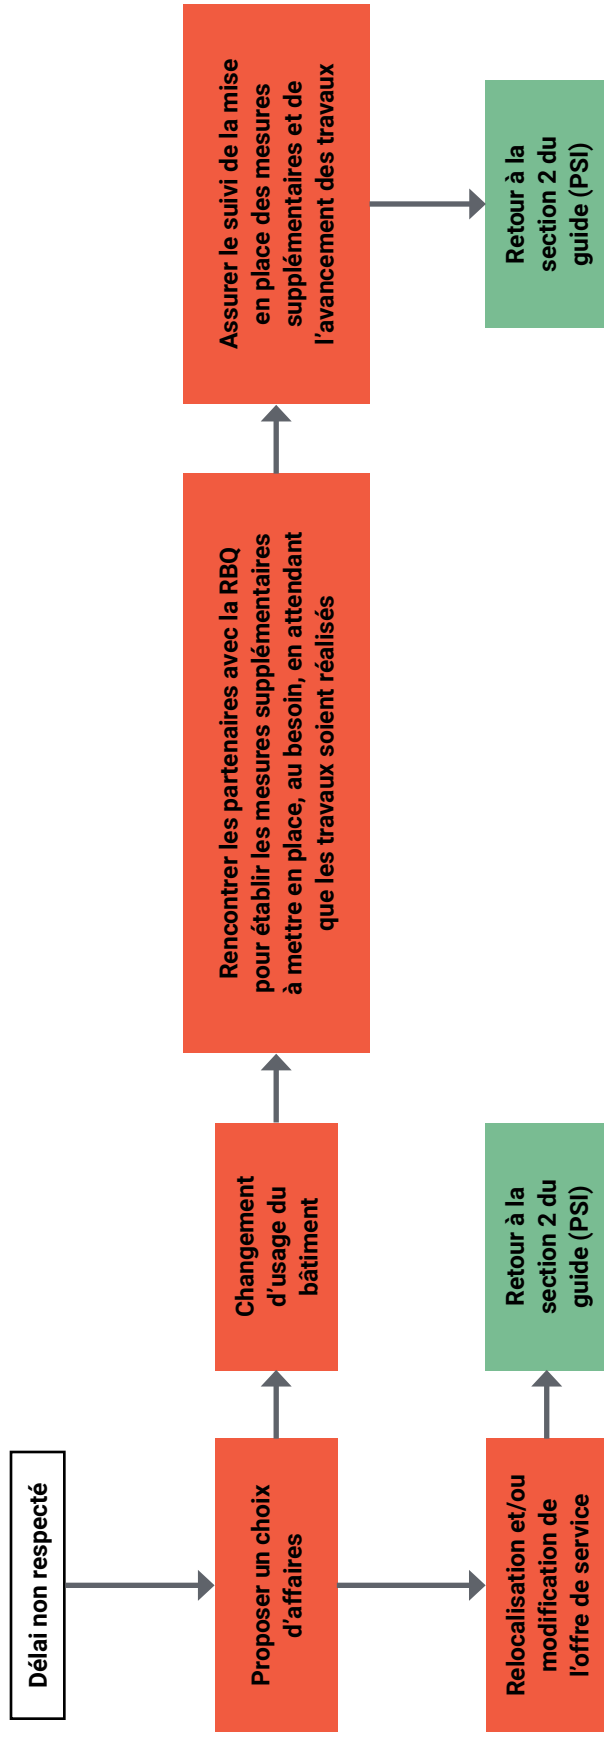 Délai non respecté
Proposer un choix
d'affaires
Changement
d'usage du
bâtiment
Rencontrer les partenaires avec la RBQ
pour établir les mesures supplémentaires
à mettre en place, au besoin, en attendant
que les travaux soient réalisés
Assurer le suivi de la mise
en place des mesures
supplémentaires et de
l'avancement des travaux
Relocalisation et/ou
modification de
l'offre de service
Retour à la
section 2 du
guide (PSI)
Retour à la
section 2 du
guide (PSI)